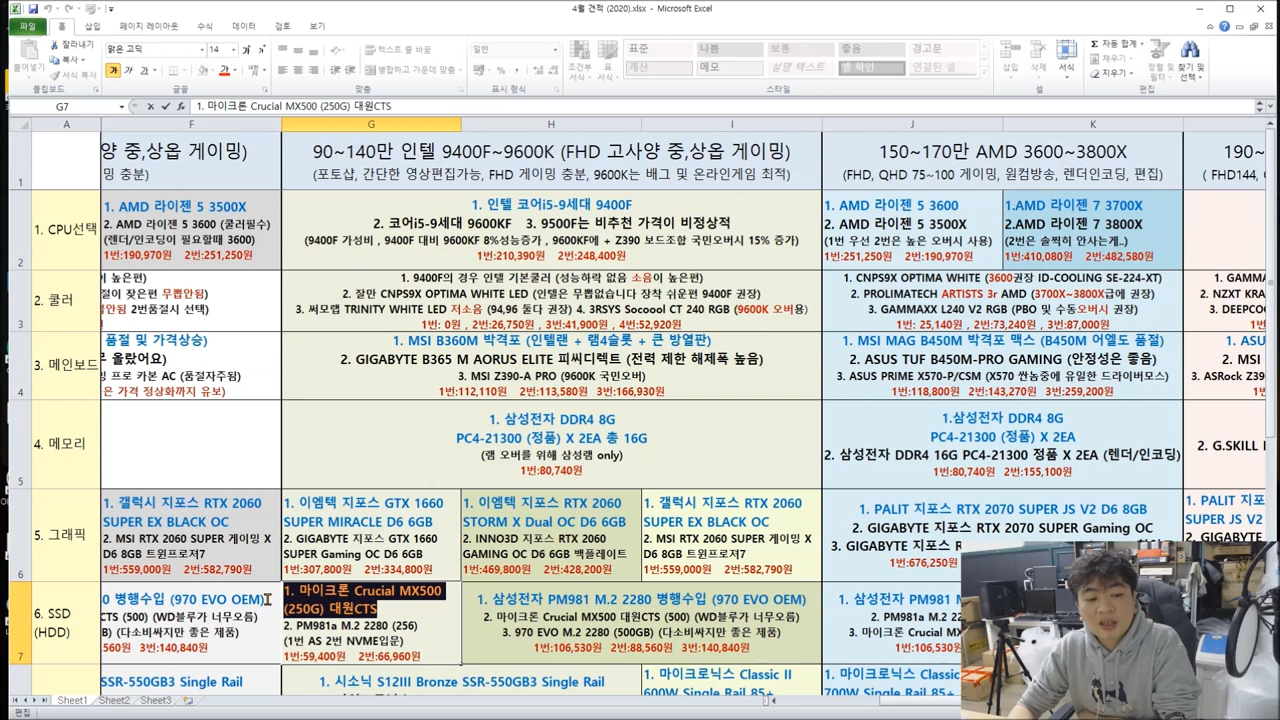 4월 견적 (2020).xlsx - Microsoft Excel
파일
홈
삽입
페이지 레이아웃
수식
데이터
검토
보기
붙여넣기
잘라내기
복사
서식 복사
클립보드
맑은 고딕
14
글꼴
텍스트 줄 바꿈
병합하고 가운데 맞춤
맞춤
일반
표시 형식
조건부 서식
표 서식
표준
나쁨
보통
좋음
경고문
계산
메모
설명 텍스트
셀 확인
연결된 셀
스타일
삽입
삭제
서식
셀
자동 합계
채우기
지우기
정렬 및 필터
찾기 및 선택
편집
G7
1. 마이크론 Crucial MX500 (250G) 대원CTS
A F G H I J K
양 중,상옵 게이밍)
밍 충분)
90~140만 인텔 9400F~9600K (FHD 고사양 중,상옵 게이밍)
(포토샵, 간단한 영상편집가능, FHD 게이밍 충분, 9600K는 배그 및 온라인게임 최적)
150~170만 AMD 3600~3800X
(FHD, QHD 75~100 게이밍, 원컴방송, 렌더인코딩, 편집)
190~
( FHD144,
1
1. CPU선택
1. AMD 라이젠 5 3500X
2. AMD 라이젠 5 3600 (쿨러필수)
(렌더/인코딩이 필요할때 3600)
1번:190,970원 2번:251,250원
1. 인텔 코어i5-9세대 9400F
2. 코어i5-9세대 9600KF 3. 9500F는 비추천 가격이 비정상적
(9400F 가성비 , 9400F 대비 9600KF 8%성능증가 , 9600KF에 + Z390 보드조합 국민오버시 15% 증가)
1번:210,390원 2번:248,400원
1. AMD 라이젠 5 3600
2. AMD 라이젠 5 3500X
(1번 우선 2번은 높은 오버시 사용)
1번:251,250원 2번:190,970원
1.AMD 라이젠 7 3700X
2.AMD 라이젠 7 3800X
(2번은 솔찍히 안사는게..)
1번:410,080원 2번:482,580원
2
2. 쿨러
이 높은편)
절이 잦은편 무뽑안됨)
안됨 2번품절시 선택)
1. 9400F의 경우 인텔 기본쿨러 (성능하락 없음 소음이 높은편)
2. 잘만 CNPS9X OPTIMA WHITE LED (인텔은 무뽑없습니다 장착 쉬운편 9400F 권장)
3. 써모랩 TRINITY WHITE LED 저소음 (94,96 둘다 권장) 4. 3RSYS Socoool CT 240 RGB (9600K 오버용)
1번: 0원 , 2번:26,750원 , 3번:41,900원 , 4번:52,920원
1. CNPS9X OPTIMA WHITE (3600권장 ID-COOLING SE-224-XT)
2. PROLIMATECH ARTISTS 3r AMD (3700X~3800X급에 권장)
3. GAMMAXX L240 V2 RGB (PBO 및 수동오버시 권장)
1번: 25,140원 , 2번:73,240원 , 3번:87,000원
1. GAMMA
2. NZXT KRA
3. DEEPCO
3
3. 메인보드
품절 및 가격상승)
무 올랐어요)
밍 프로 카본 AC (품절자주됨)
은 가격 정상화까지 유보)
1. MSI B360M 박격포 (인텔랜 + 램4슬롯 + 큰 방열판)
2. GIGABYTE B365 M AORUS ELITE 피씨디렉트 (전력 제한 해제폭 높음)
3. MSI Z390-A PRO (9600K 국민오버)
1번:112,110원 2번:113,580원 3번:166,930원
1. MSI MAG B450M 박격포 맥스 (B450M 어엘도 품절)
2. ASUS TUF B450M-PRO GAMING (안정성은 좋음)
3. ASUS PRIME X570-P/CSM (X570 싼놈중에 유일한 드라이버모스)
1번:118,800원 2번:143,270원 3번:259,200원
1. ASU
2. MSI
3. ASRock Z39
4
4. 메모리
1. 삼성전자 DDR4 8G
PC4-21300 (정품) X 2EA 총 16G
(램 오버를 위해 삼성램 only)
1번:80,740원
1.삼성전자 DDR4 8G
PC4-21300 (정품) X 2EA
2. 삼성전자 DDR4 16G PC4-21300 정품 X 2EA (렌더/인코딩)
1번:80,740원 2번:155,100원
2. G.SKILL
5
5. 그래픽
1. 갤럭시 지포스 RTX 2060
SUPER EX BLACK OC
2. MSI RTX 2060 SUPER 게이밍 X
D6 8GB 트윈프로져7
1번:559,000원 2번:582,790원
1. 이엠텍 지포스 GTX 1660
SUPER MIRACLE D6 6GB
2. GIGABYTE 지포스 GTX 1660
SUPER Gaming OC D6 6GB
1번:307,800원 2번:334,800원
1. 이엠텍 지포스 RTX 2060
STORM X Dual OC D6 6GB
2. INNO3D 지포스 RTX 2060
GAMING OC D6 6GB 백플레이트
1번:469,800원 2번:428,200원
1. 갤럭시 지포스 RTX 2060
SUPER EX BLACK OC
2. MSI RTX 2060 SUPER 게이밍 X
D6 8GB 트윈프로져7
1번:559,000원 2번:582,790원
1. PALIT 지포스 RTX 2070 SUPER JS V2 D6 8GB
2. GIGABYTE 지포스 RTX 2070 SUPER Gaming OC
3. GIGABYTE 지포스 R
1번:676,250원
1. PALIT 지포
SUPER JS V2
2. GIGABYTE
6
6. SSD
(HDD)
0 병행수입 (970 EVO OEM)
CTS (500) (WD블루가 너무오름)
(다소비싸지만 좋은 제품)
560원 3번:140,840원
1. 마이크론 Crucial MX500
(250G) 대원CTS
2. PM981a M.2 2280 (256)
(1번 AS 2번 NVME입문)
1번:59,400원 2번:66,960원
1. 삼성전자 PM981 M.2 2280 병행수입 (970 EVO OEM)
2. 마이크론 Crucial MX500 대원CTS (500) (WD블루가 너무오름)
3. 970 EVO M.2 2280 (500GB) (다소비싸지만 좋은제품)
1번:106,530원 2번:88,560원 3번:140,840원
1. 삼성전자 PM981 M
2. PM981a M.2
3. 마이크론 Crucial M
1번:106,530원
7
SSR-550GB3 Single Rail
1. 시소닉 S12III Bronze SSR-550GB3 Single Rail
1. 마이크로닉스 Classic II
600W Single Rail 85+
1. 마이크로닉스 Classic
700W Single Rail 85+
Sheet1
Sheet2
Sheet3
편집